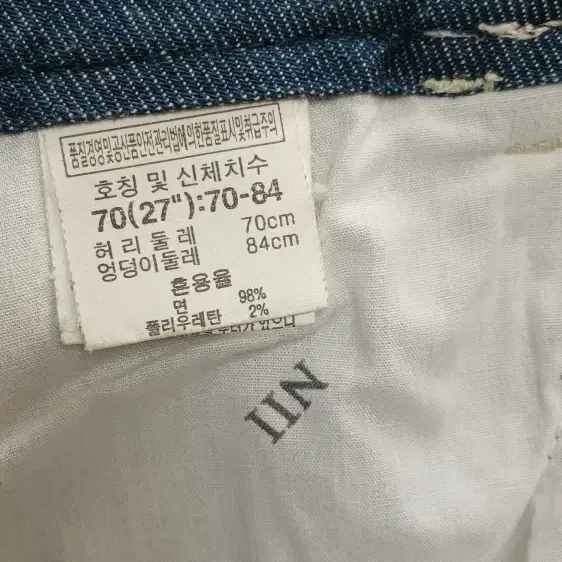 품질경영및공산품안전관리법에의한품질표시및취급주의
호칭 및 신체치수
70(27"):70-84
허리둘레 70cm
엉덩이둘레 84cm
혼용율
면 98%
폴리우레탄 2%
NII